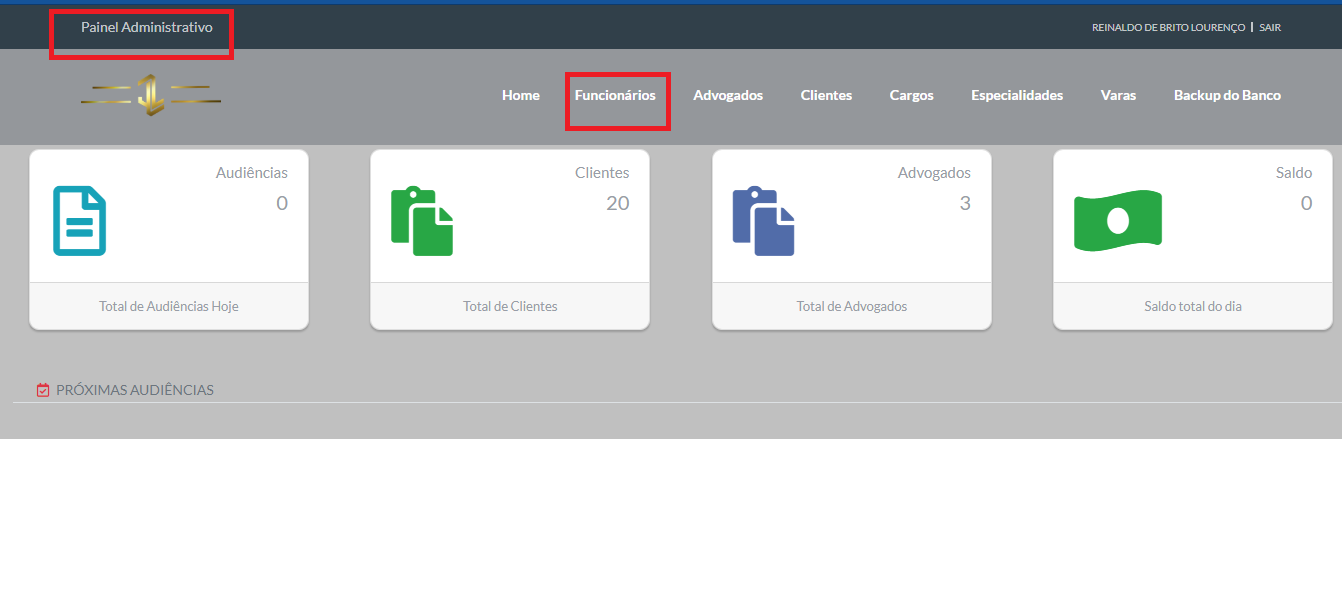 Painel Administrativo
REINALDO DE BRITO LOURENÇO | SAIR
Home Funcionários Advogados Clientes Cargos Especialidades Varas Backup do Banco
Audiências
0
Total de Audiências Hoje
Clientes
20
Total de Clientes
Advogados
3
Total de Advogados
Saldo
0
Saldo total do dia
PRÓXIMAS AUDIÊNCIAS